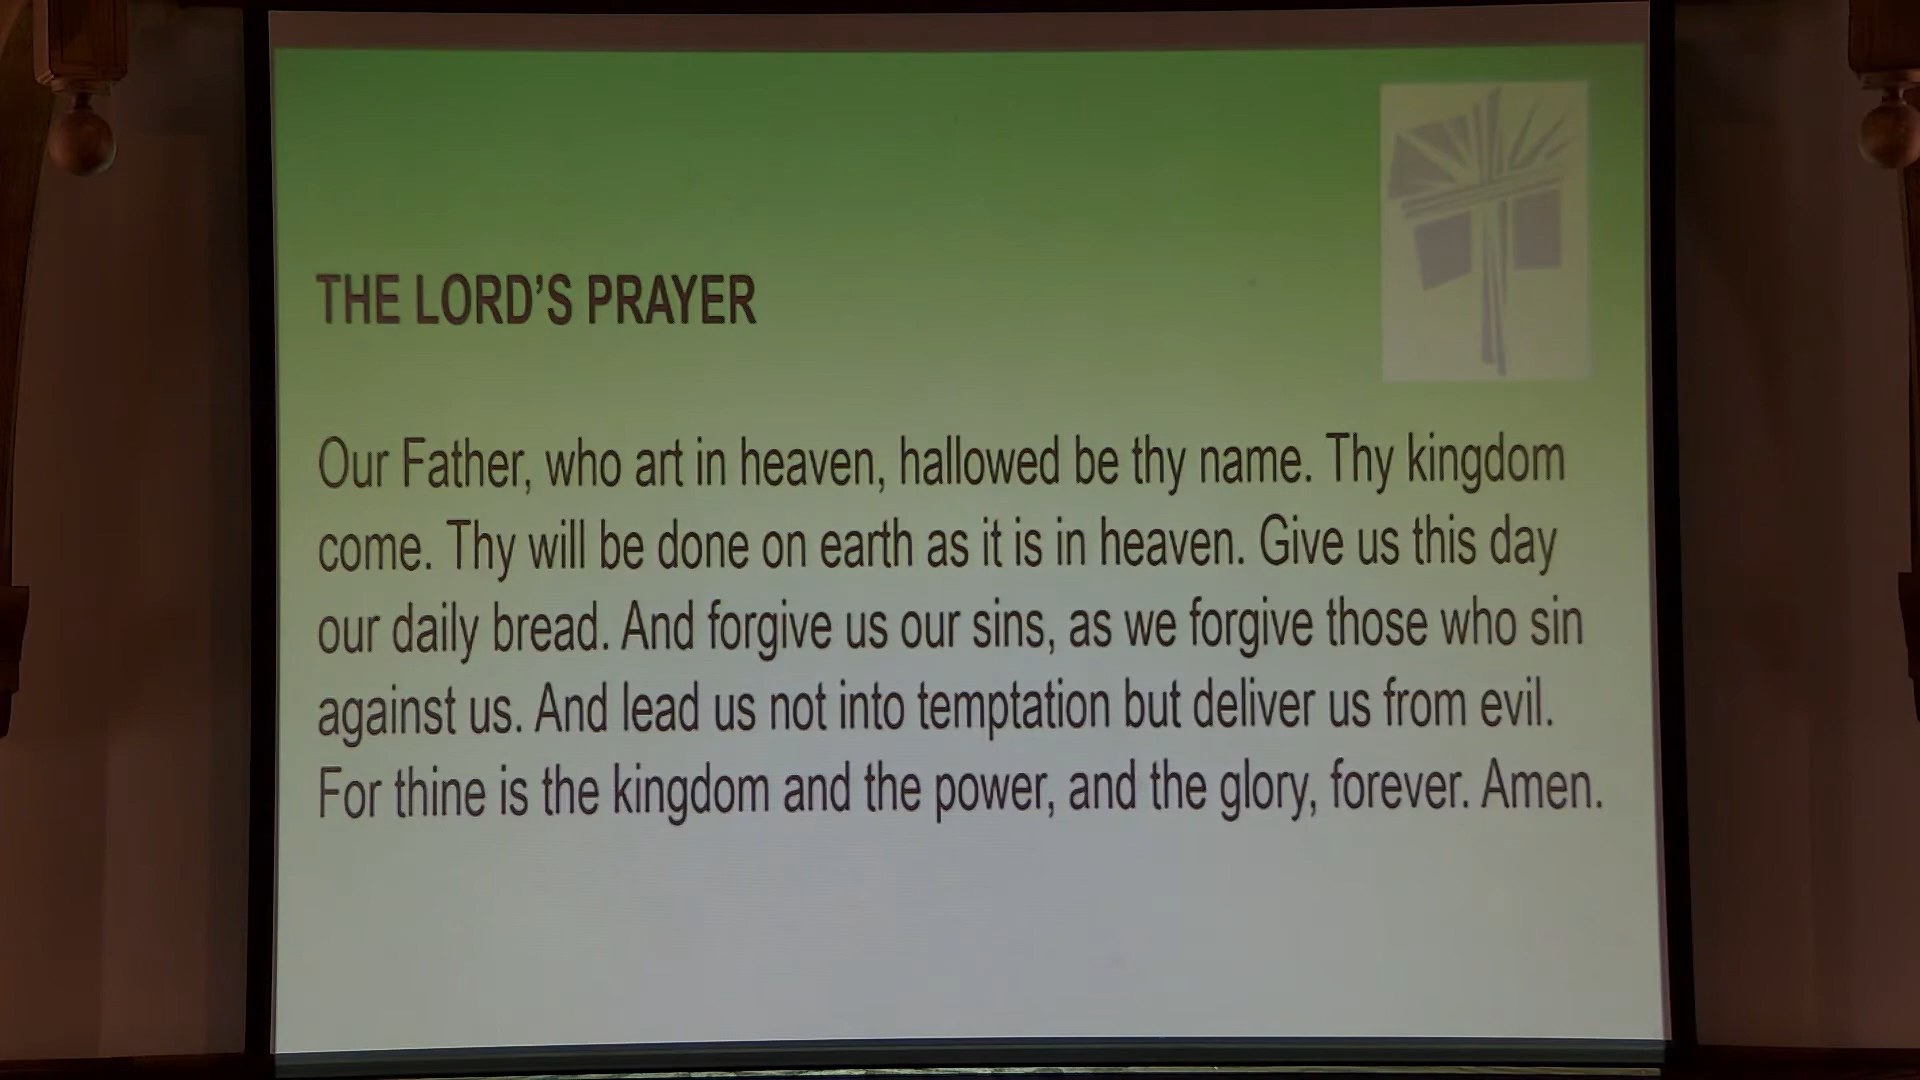 THE LORD’S PRAYER
Our Father, who art in heaven, hallowed be thy name. Thy kingdom
come. Thy will be done on earth as it is in heaven. Give us this day
our daily bread. And forgive us our sins, as we forgive those who sin
against us. And lead us not into temptation but deliver us from evil.
For thine is the kingdom and the power, and the glory, forever. Amen.